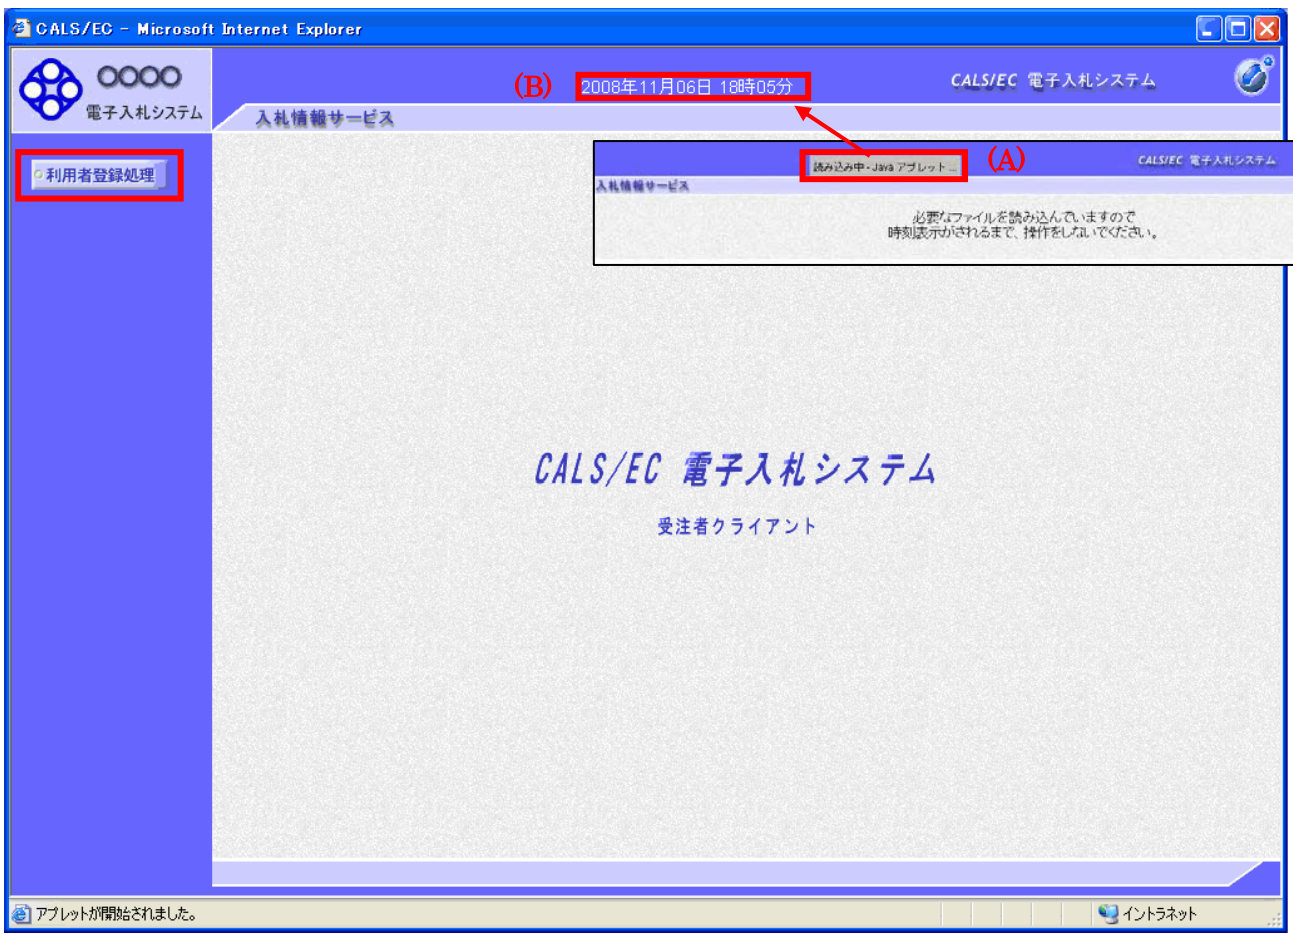 CALS/EC - Microsoft Internet Explorer
〇〇〇〇
電子入札システム
(B)
2008年11月06日 18時05分
CALS/EC 電子入札システム
入札情報サービス
利用者登録処理
読み込み中 - Java アプレット ...
(A)
CALS/EC 電子入札システム
入札情報サービス
必要なファイルを読み込んでいますので
時刻表示がされるまで、操作をしないでください。
CALS/EC 電子入札システム
受注者クライアント
アプレットが開始されました。
イントラネット